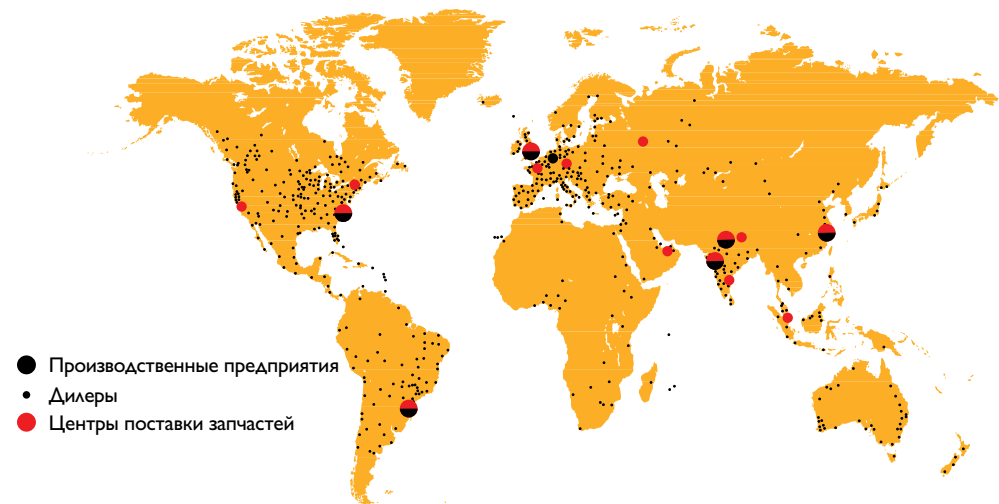 Производственные предприятия
Дилеры
Центры поставки запчастей